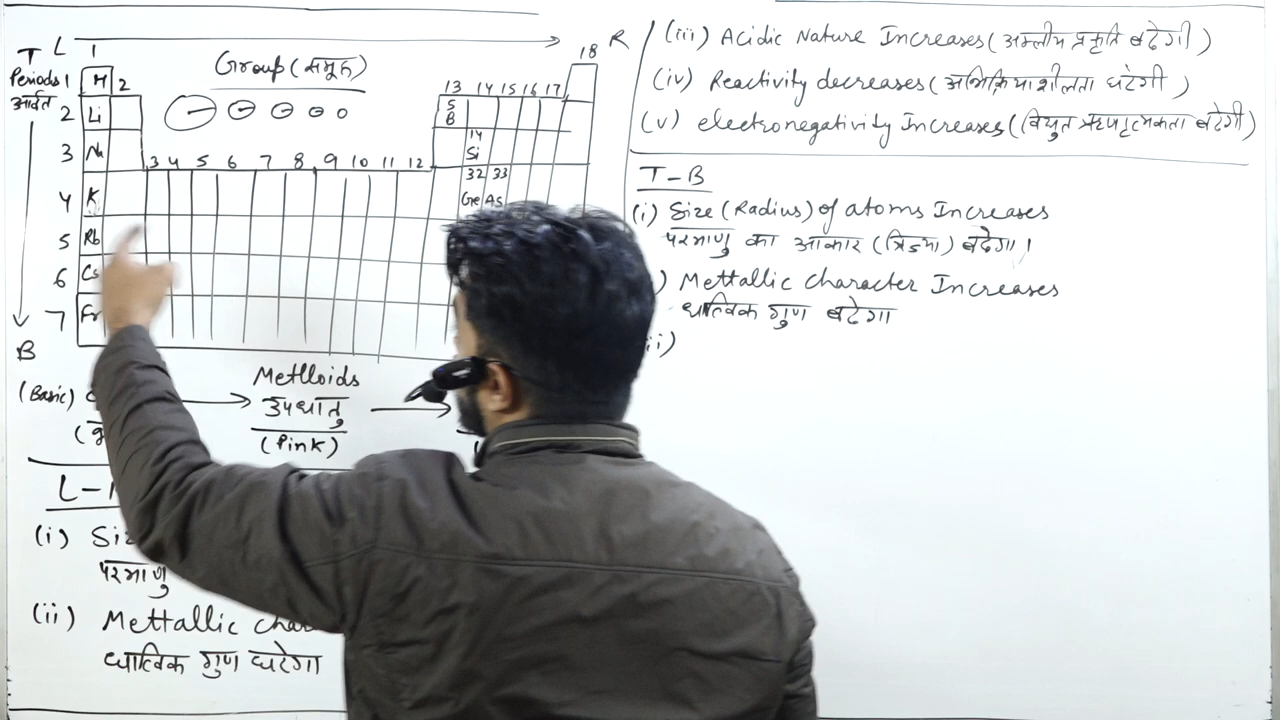 L R
T
1 18
Periods 1 H 2 Group (समूह) 13 14 15 16 17
आवर्त
2 Li 5 B
3 Na 3 4 5 6 7 8 9 10 11 12 14 Si
4 K 32 Ge 33 As
5 Rb
6 Cs
7 Fr
B
(Basic) Metlloids
उपधातु
(Pink)
L-
(i) Siz
परमाणु
(ii) Mettallic char
धात्विक गुण घटेगा
(iii) Acidic Nature Increases (अम्लीय प्रकृति बढेगी)
(iv) Reactivity decreases (अभिक्रियाशीलता घटेगी)
(v) electronegativity Increases ((विद्युत ऋणात्मकता बढेगी)
T-B
(i) Size (Radius) of atoms Increases
परमाणु का आकार (त्रिज्या) बढेगा।
) Mettallic Character Increases
धात्विक गुण बढेगा
ii)